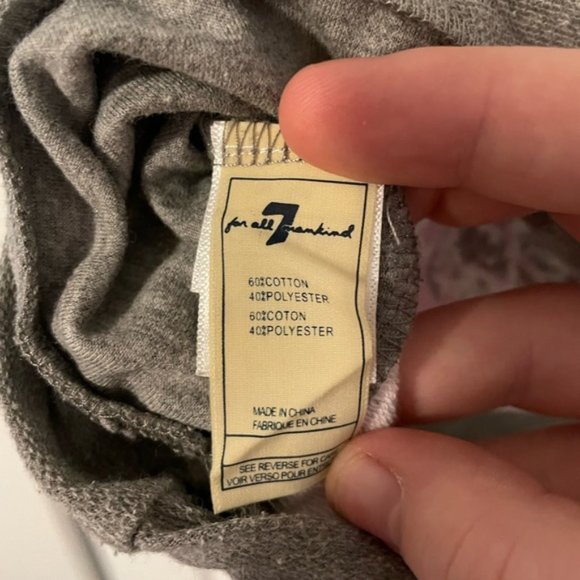 for all 7 mankind
60%COTTON
40%POLYESTER
60%COTON
40%POLYESTER
MADE IN CHINA
FABRIQUE EN CHINE
SEE REVERSE FOR
VOIR VERSO POUR